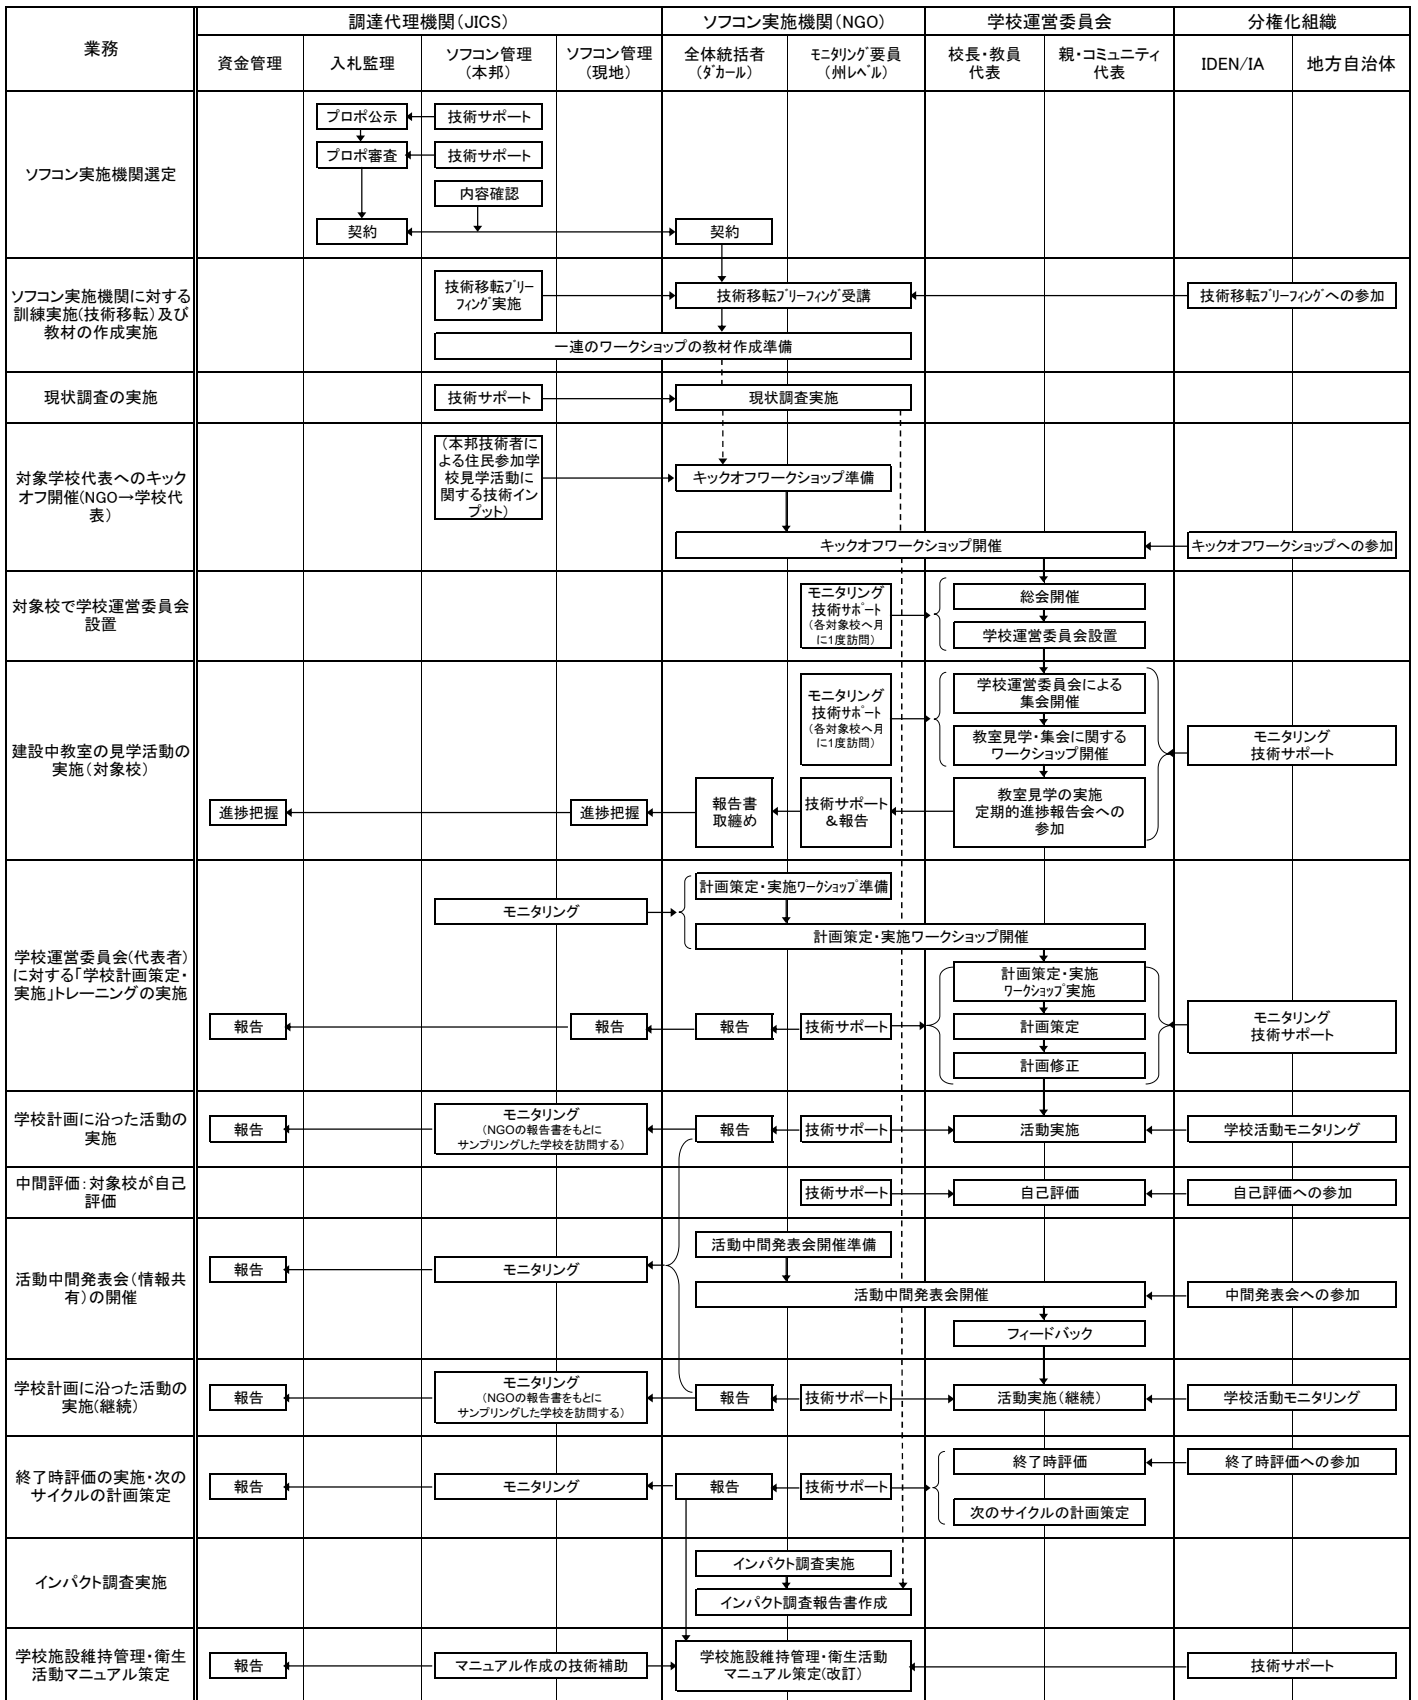 業務
調達代理機関(JICS)
ソフコン実施機関(NGO)
学校運営委員会
分権化組織
資金管理
入札監理
ソフコン管理
(本邦)
ソフコン管理
(現地)
全体統括者
(ダカール)
モニタリング要員
(州レベル)
校長・教員
代表
親・コミュニティ
代表
IDEN/IA
地方自治体
ソフコン実施機関選定
プロポ公示
技術サポート
プロポ審査
技術サポート
内容確認
契約
契約
ソフコン実施機関に対する
訓練実施(技術移転)及び
教材の作成実施
技術移転ブリー
フィング実施
技術移転ブリーフィング受講
技術移転ブリーフィングへの参加
一連のワークショップの教材作成準備
現状調査の実施
技術サポート
現状調査実施
対象学校代表へのキック
オフ開催(NGO→学校代
表)
(本邦技術者に
よる住民参加学
校見学活動に
関する技術イン
プット)
キックオフワークショップ準備
キックオフワークショップ開催
キックオフワークショップへの参加
対象校で学校運営委員会
設置
モニタリング
技術サポート
(各対象校へ月
に1度訪問)
総会開催
学校運営委員会設置
建設中教室の見学活動の
実施(対象校)
モニタリング
技術サポート
(各対象校へ月
に1度訪問)
学校運営委員会による
集会開催
教室見学・集会に関する
ワークショップ開催
モニタリング
技術サポート
進捗把握
進捗把握
報告書
取纏め
技術サポート
&報告
教室見学の実施
定期的進捗報告会への
参加
学校運営委員会(代表者)
に対する「学校計画策定・
実施」トレーニングの実施
計画策定・実施ワークショップ準備
モニタリング
計画策定・実施ワークショップ開催
計画策定・実施
ワークショップ実施
報告
報告
報告
技術サポート
計画策定
モニタリング
技術サポート
計画修正
学校計画に沿った活動の
実施
報告
モニタリング
(NGOの報告書をもとに
サンプリングした学校を訪問する)
報告
技術サポート
活動実施
学校活動モニタリング
中間評価:対象校が自己
評価
技術サポート
自己評価
自己評価への参加
活動中間発表会(情報共
有)の開催
活動中間発表会開催準備
報告
モニタリング
活動中間発表会開催
中間発表会への参加
フィードバック
学校計画に沿った活動の
実施(継続)
報告
モニタリング
(NGOの報告書をもとに
サンプリングした学校を訪問する)
報告
技術サポート
活動実施(継続)
学校活動モニタリング
終了時評価の実施・次の
サイクルの計画策定
報告
モニタリング
報告
技術サポート
終了時評価
終了時評価への参加
次のサイクルの計画策定
インパクト調査実施
インパクト調査実施
インパクト調査報告書作成
学校施設維持管理・衛生
活動マニュアル策定
報告
マニュアル作成の技術補助
学校施設維持管理・衛生活動
マニュアル策定(改訂)
技術サポート